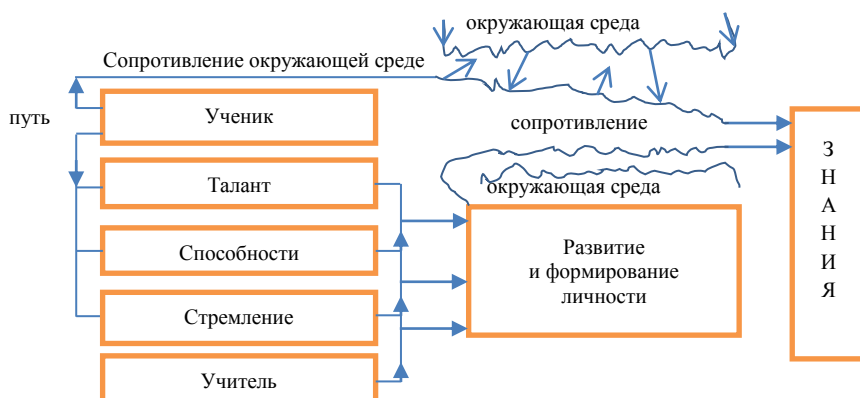 окружающая среда
Сопротивление окружающей среде
путь
Ученик
сопротивление
Талант
окружающая среда
Способности
Развитие
и формирование
личности
Стремление
Учитель
З
Н
А
Н
И
Я